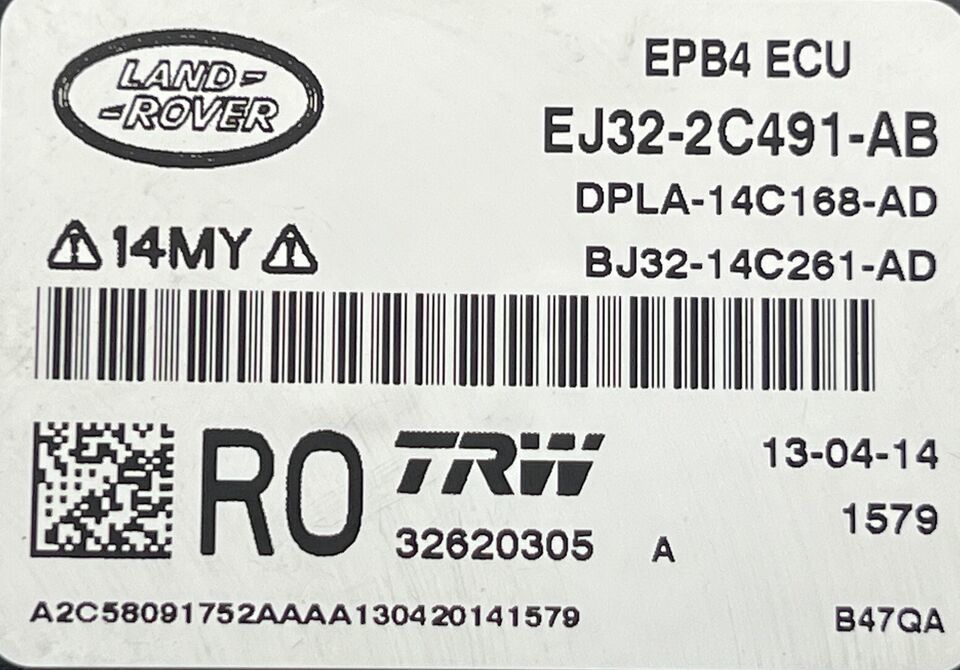 LAND-
-ROVER
EPB4 ECU
EJ32-2C491-AB
DPLA-14C168-AD
14MY
BJ32-14C261-AD
RO
TRW
13-04-14
1579
32620305 A
A2C58091752AAAA130420141579
B47QA